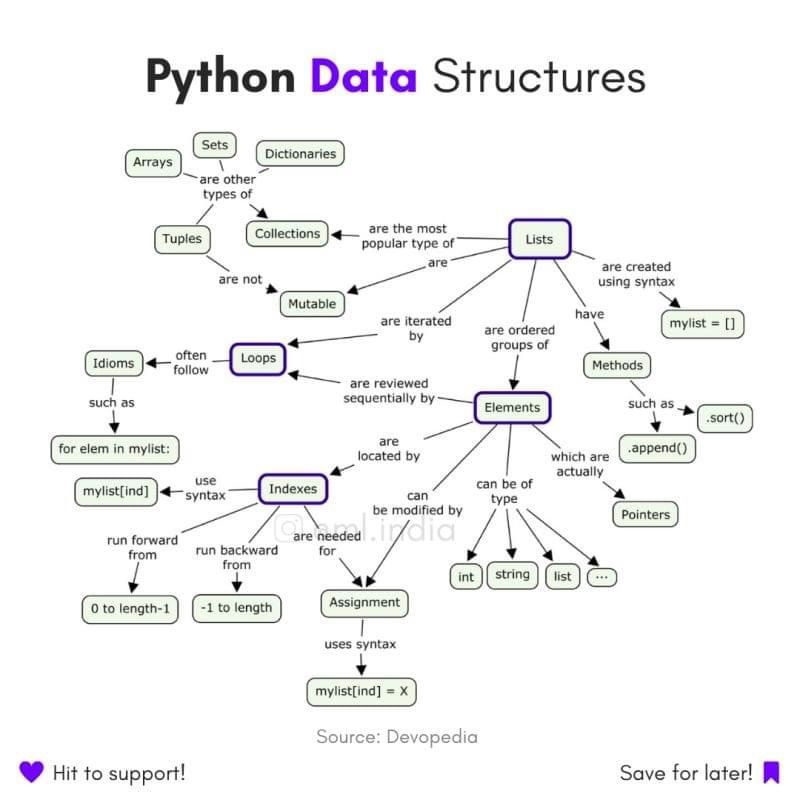 Python Data Structures
Sets
Arrays
Dictionaries
are other
types of
Tuples
Collections
are the most
popular type of
Lists
are
are not
Mutable
are created
using syntax
mylist = []
are iterated
by
are ordered
groups of
have
Methods
Idioms
often
follow
Loops
are reviewed
sequentially by
Elements
such as
.sort()
.append()
such as
for elem in mylist:
are
located by
which are
actually
Pointers
mylist[ind]
use
syntax
Indexes
can
be modified by
can be of
type
run forward
from
run backward
from
are needed
for
int
string
list
...
0 to length-1
-1 to length
Assignment
uses syntax
mylist[ind] = X
Source: Devopedia
Hit to support!
Save for later!